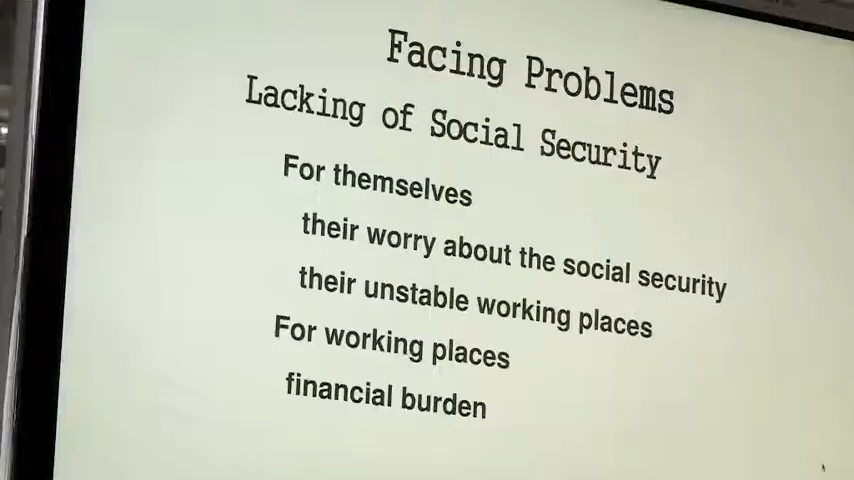 Facing Problems
Lacking of Social Security
For themselves
their worry about the social security
their unstable working places
For working places
financial burden